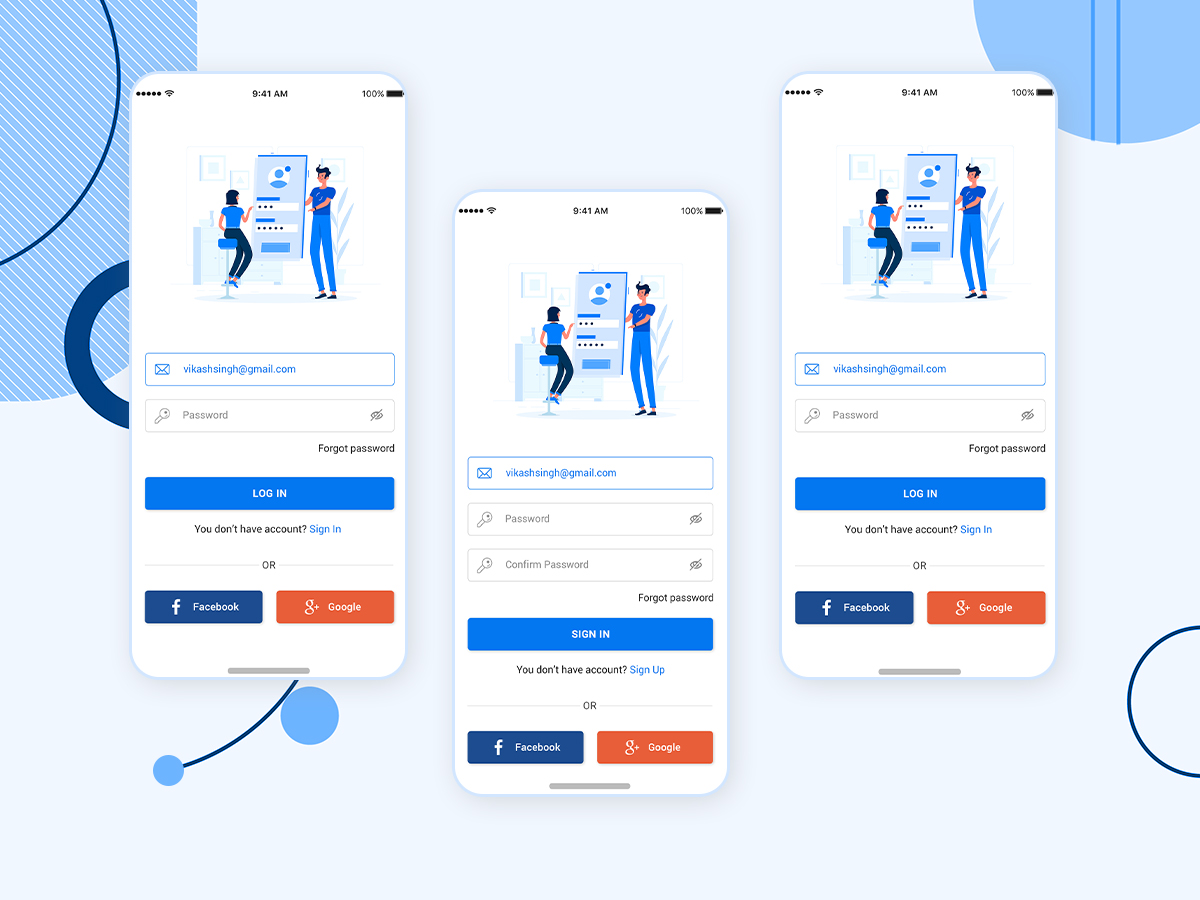 9:41 AM 100%
vikashsingh@gmail.com
Password
Forgot password
LOG IN
You don't have account? Sign In
OR
f Facebook
g+ Google
9:41 AM 100%
vikashsingh@gmail.com
Password
Confirm Password
Forgot password
SIGN IN
You don't have account? Sign Up
OR
f Facebook
g+ Google
9:41 AM 100%
vikashsingh@gmail.com
Password
Forgot password
LOG IN
You don't have account? Sign In
OR
f Facebook
g+ Google